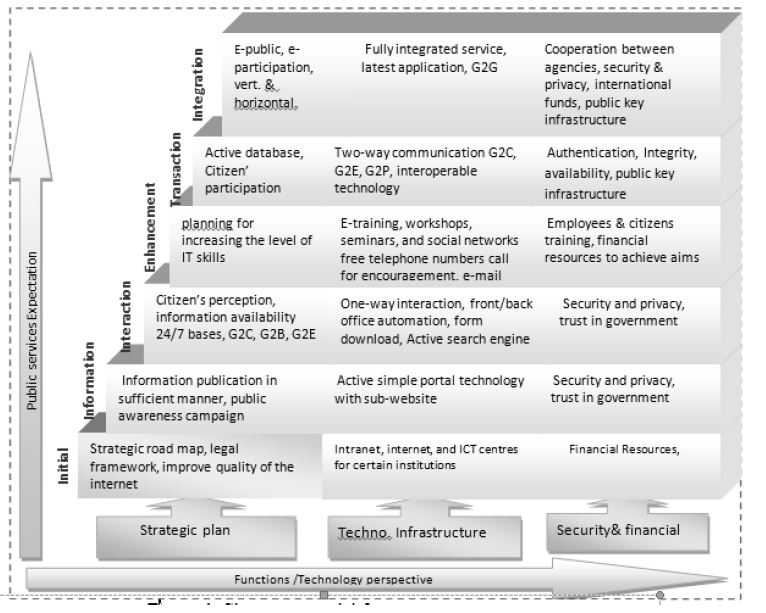 Integration
E-public, e-
participation,
vert. &
horizontal.
Fully integrated service,
latest application, G2G
Cooperation between
agencies, security &
privacy, international
funds, public key
infrastructure
Transaction
Active database,
Citizen'
participation
Two-way communication G2C,
G2E, G2P, interoperable
technology
Authentication, Integrity,
availability, public key
infrastructure
Enhancement
planning for
increasing the level of
IT skills
E-training, workshops,
seminars, and social networks
free telephone numbers call
for encouragement. e-mail
Employees & citizens
training, financial
resources to achieve aims
Interaction
Citizen's perception,
information availability
24/7 bases, G2C, G2B, G2E
One-way interaction, front/back
office automation, form
download, Active search engine
Security and privacy,
trust in government
Information
Information publication in
sufficient manner, public
awareness campaign
Active simple portal technology
with sub-website
Security and privacy,
trust in government
Initial
Strategic road map, legal
framework, improve quality of the
internet
Intranet, internet, and ICT centres
for certain institutions
Financial Resources,
Public services Expectation
Strategic plan
Techno. Infrastructure
Security& financial
Functions /Technology perspective